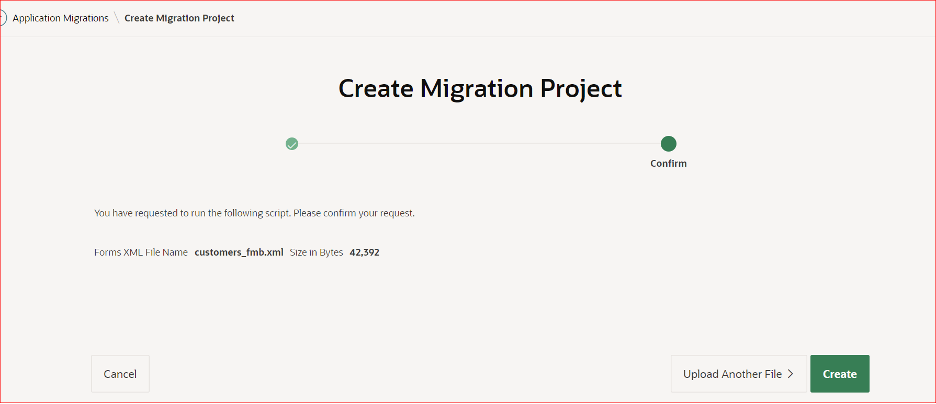 Application Migrations \ Create Migration Project
Create Migration Project
Confirm
You have requested to run the following script. Please confirm your request.
Forms XML File Name customers_fmb.xml Size in Bytes 42,392
Cancel
Upload Another File >
Create